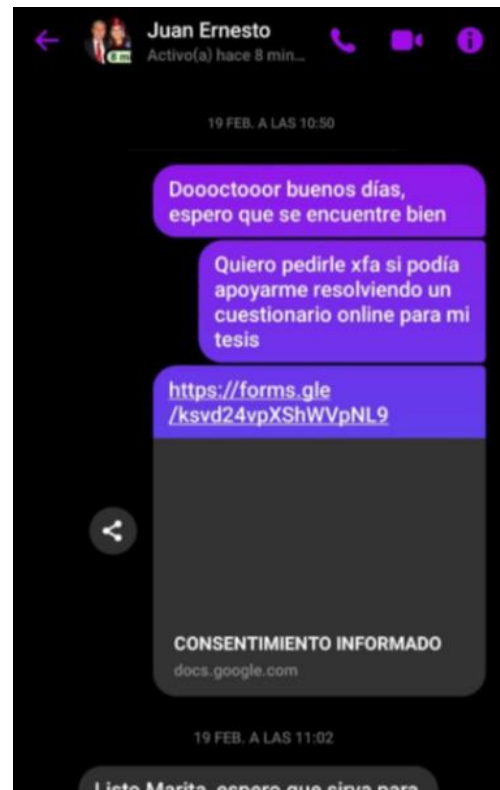 Juan Ernesto
Activo(a) hace 8 min...
8 m
19 FEB. A LAS 10:50
Doooctooor buenos días,
espero que se encuentre bien
Quiero pedirle xfa si podía
apoyarme resolviendo un
cuestionario online para mi
tesis
https://forms.gle
/ksvd24vpXShWVpNL9
CONSENTIMIENTO INFORMADO
docs.google.com
19 FEB. A LAS 11:02
Listo Marita, espero que sirva para